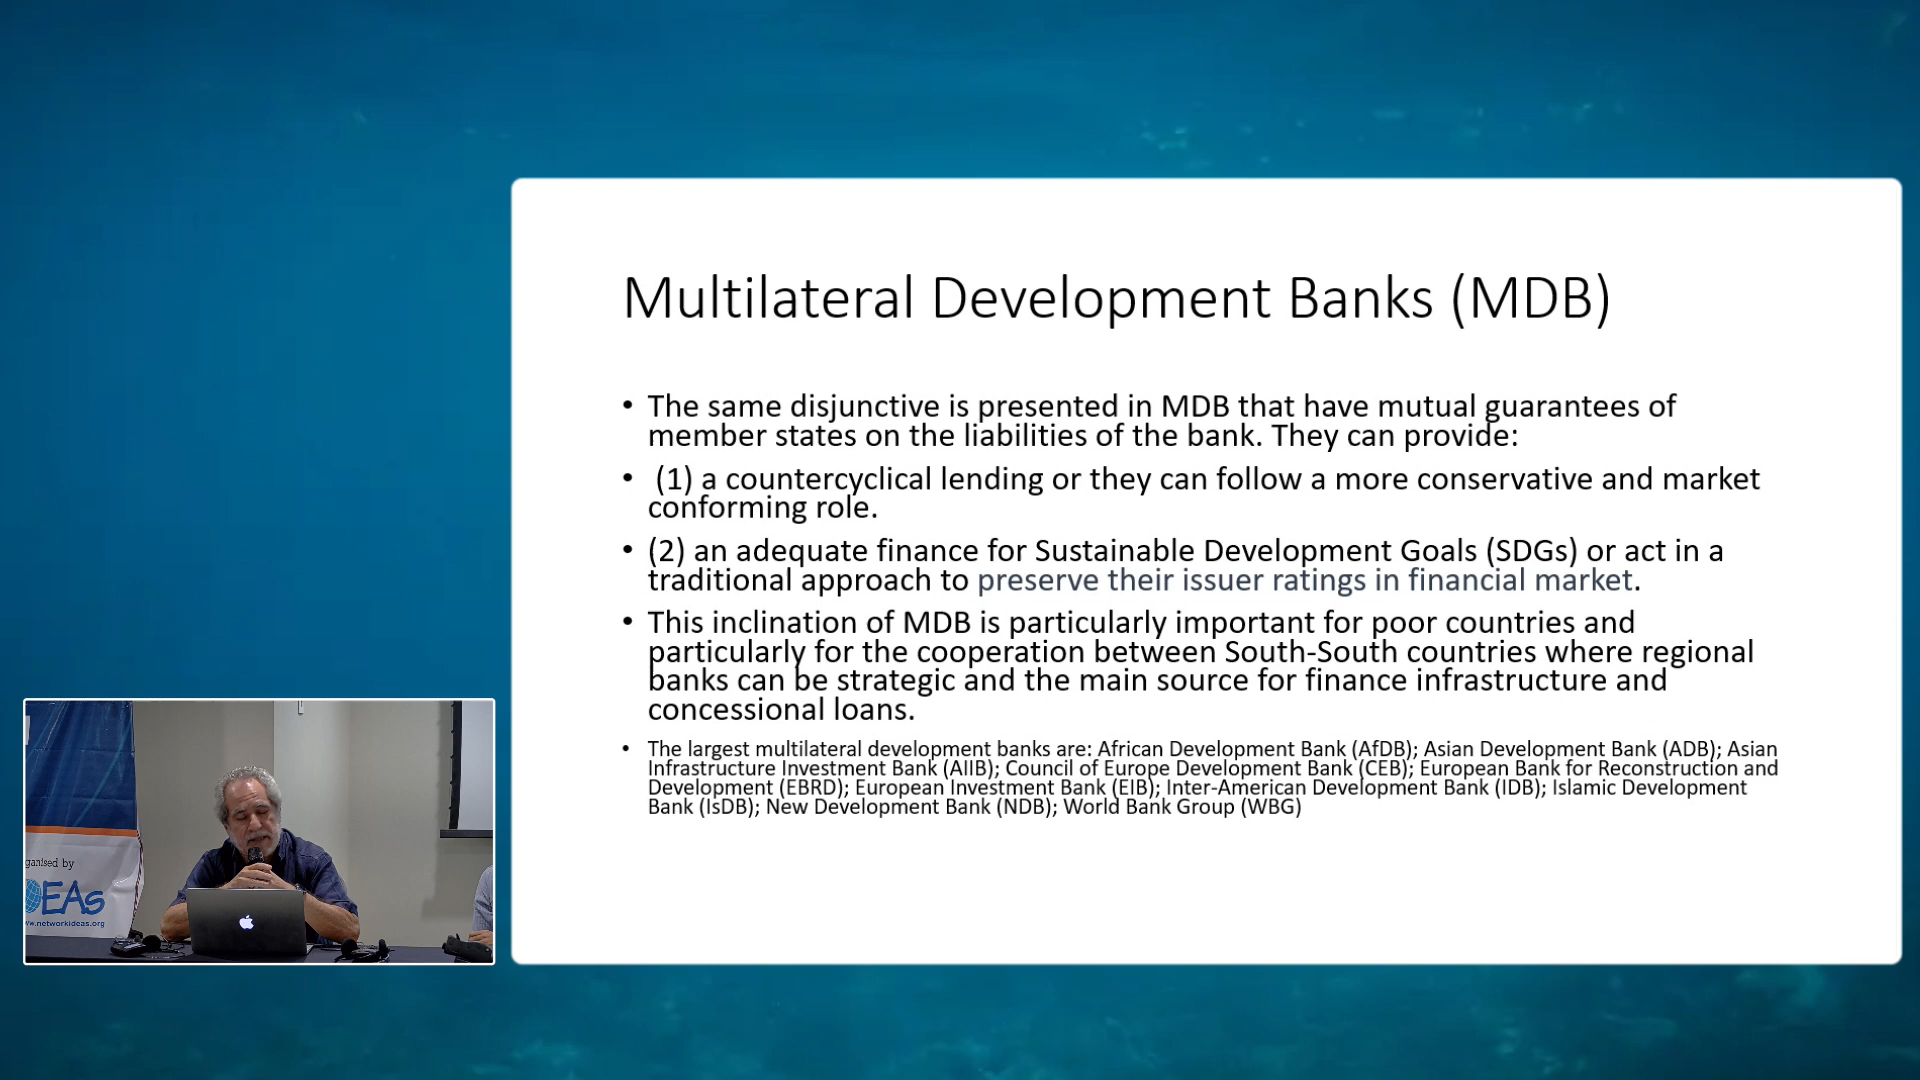 Multilateral Development Banks (MDB)
• The same disjunctive is presented in MDB that have mutual guarantees of
member states on the liabilities of the bank. They can provide:
• (1) a countercyclical lending or they can follow a more conservative and market
conforming role.
• (2) an adequate finance for Sustainable Development Goals (SDGs) or act in a
traditional approach to preserve their issuer ratings in financial market.
• This inclination of MDB is particularly important for poor countries and
particularly for the cooperation between South-South countries where regional
banks can be strategic and the main source for finance infrastructure and
concessional loans.
• The largest multilateral development banks are: African Development Bank (AfDB); Asian Development Bank (ADB); Asian
Infrastructure Investment Bank (AIIB); Council of Europe Development Bank (CEB); European Bank for Reconstruction and
Development (EBRD); European Investment Bank (EIB); Inter-American Development Bank (IDB); Islamic Development
Bank (IsDB); New Development Bank (NDB); World Bank Group (WBG)
ganised by
EAs
w.networkideas.org